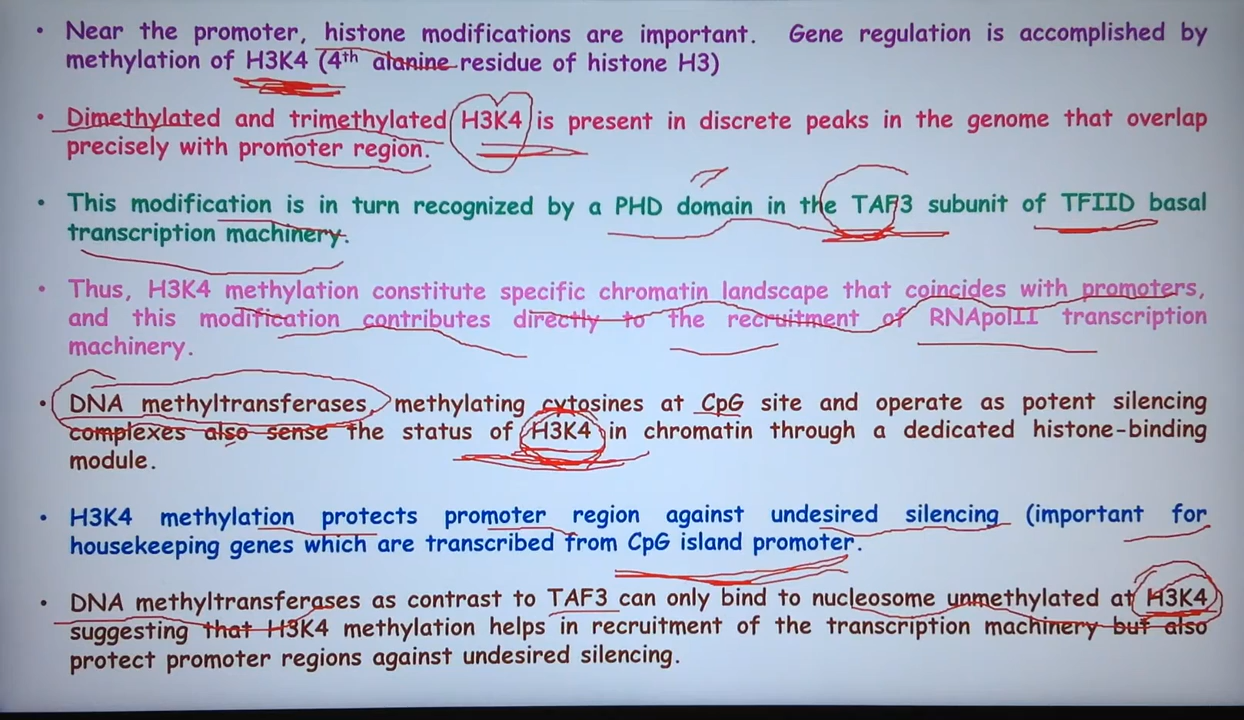 • Near the promoter, histone modifications are important. Gene regulation is accomplished by
methylation of H3K4 (4th alanine residue of histone H3)
• Dimethylated and trimethylated H3K4 is present in discrete peaks in the genome that overlap
precisely with promoter region.
• This modification is in turn recognized by a PHD domain in the TAF3 subunit of TFIID basal
transcription machinery.
• Thus, H3K4 methylation constitute specific chromatin landscape that coincides with promoters,
and this modification contributes directly to the recruitment of RNApolII transcription
machinery.
• DNA methyltransferases methylating cytosines at CpG site and operate as potent silencing
complexes also sense the status of H3K4 in chromatin through a dedicated histone-binding
module.
• H3K4 methylation protects promoter region against undesired silencing (important for
housekeeping genes which are transcribed from CpG island promoter.
• DNA methyltransferases as contrast to TAF3 can only bind to nucleosome unmethylated at H3K4
suggesting that H3K4 methylation helps in recruitment of the transcription machinery but also
protect promoter regions against undesired silencing.